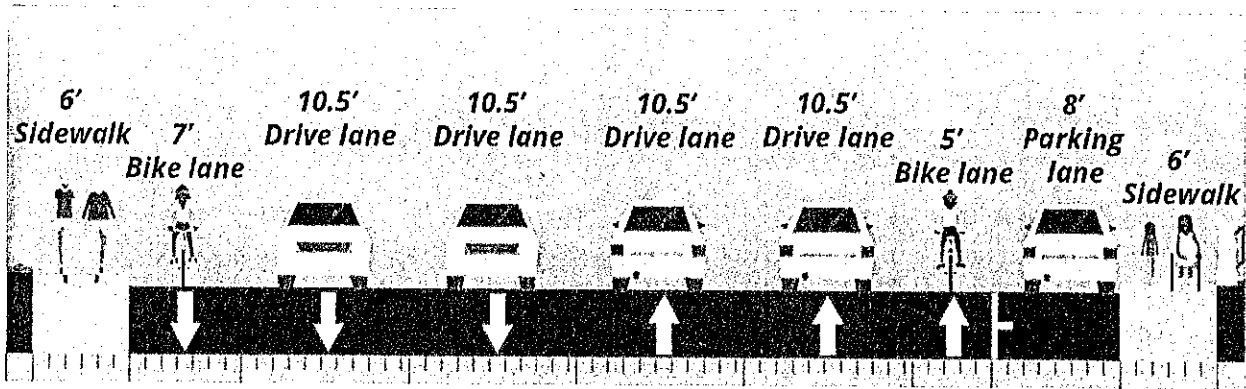 6'
Sidewalk
7'
Bike lane
10.5'
Drive lane
10.5'
Drive lane
10.5'
Drive lane
10.5'
Drive lane
5'
Bike lane
8'
Parking
lane
6'
Sidewalk